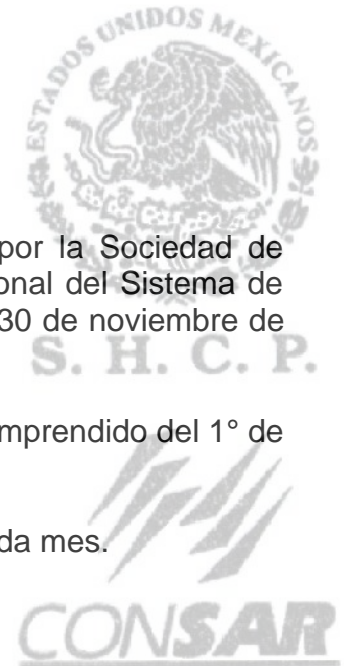 ESTADOS UNIDOS MEXICANOS
por la Sociedad de
onal del Sistema de
30 de noviembre de
S. H. C. P.
mprendido del 1° de
da mes.
CONSAR